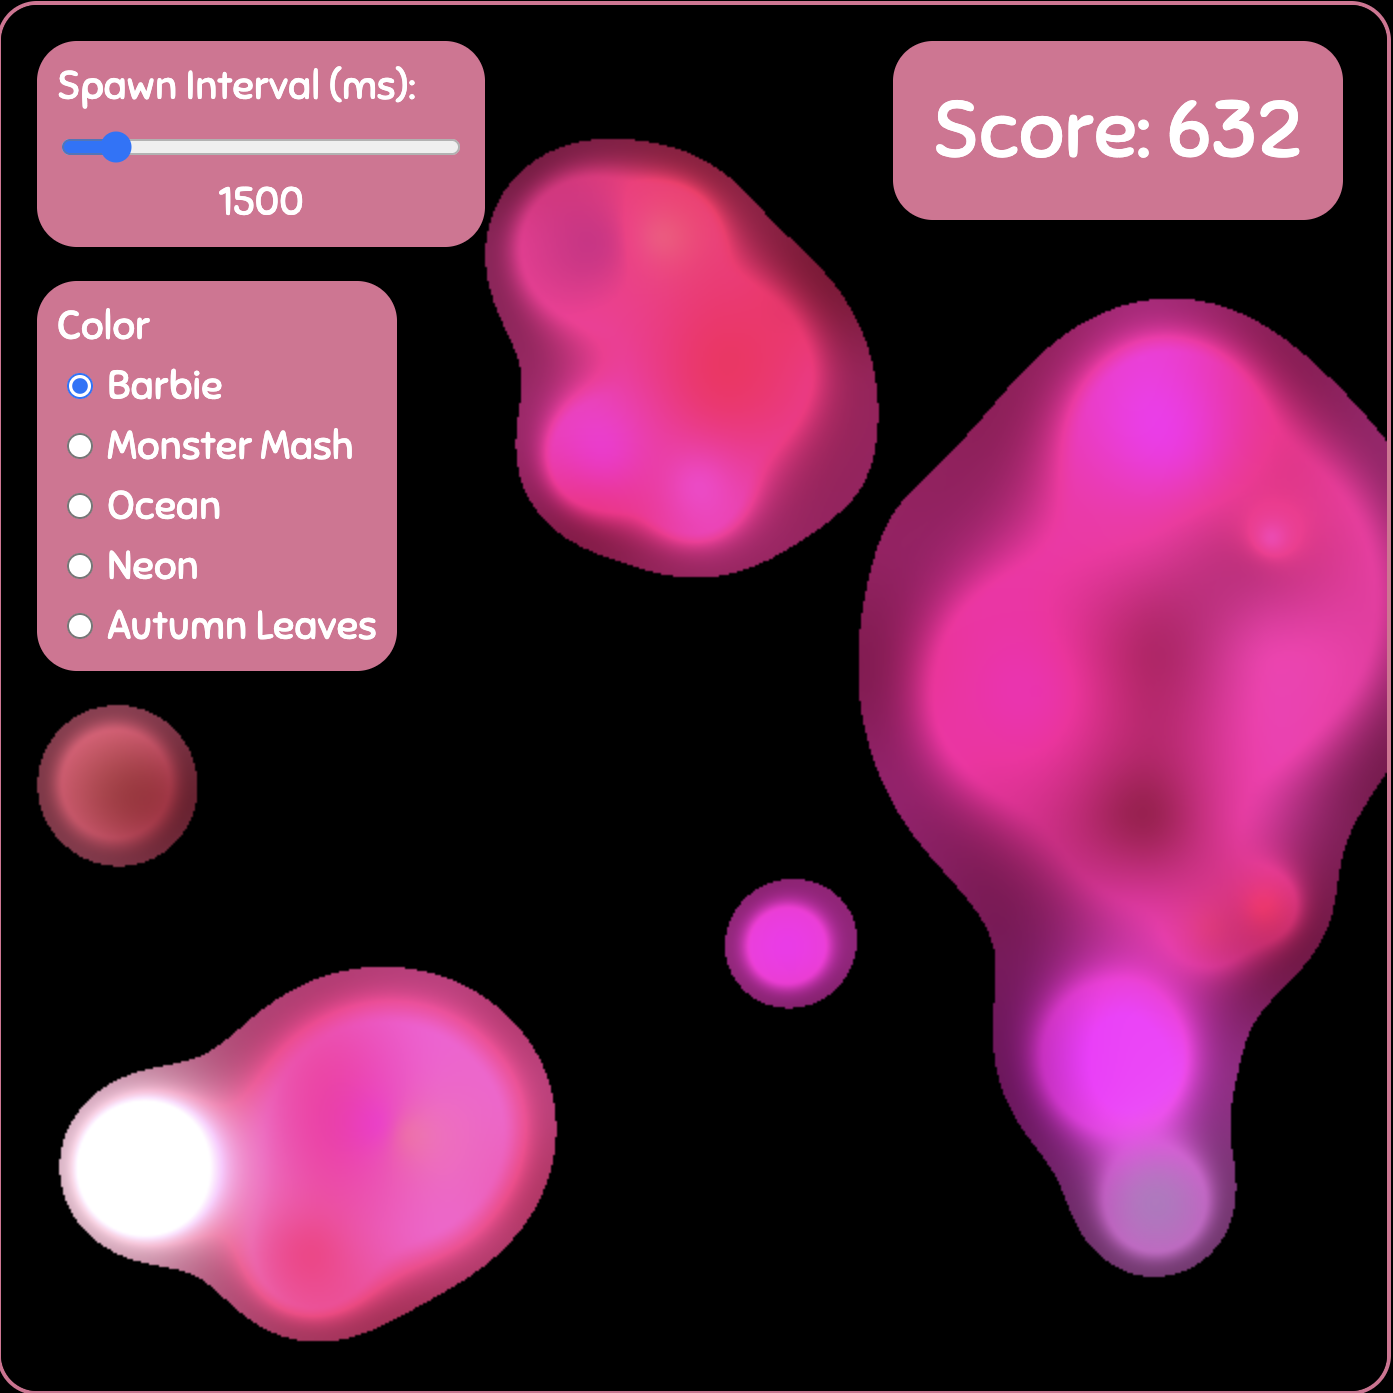 Spawn Interval (ms):
1500
Score: 632
Color
Barbie
Monster Mash
Ocean
Neon
Autumn Leaves